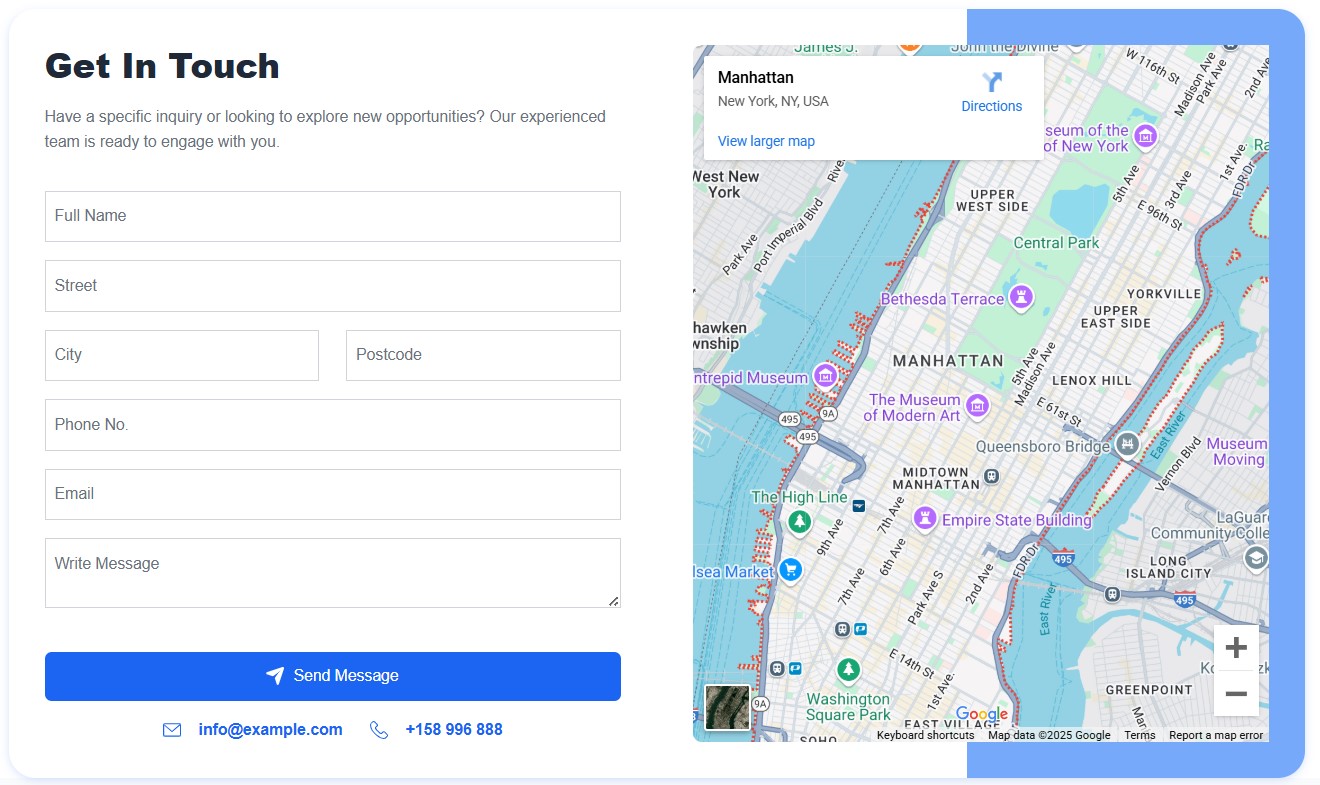 Get In Touch
Have a specific inquiry or looking to explore new opportunities? Our experienced
team is ready to engage with you.
Full Name
Street
City
Postcode
Phone No.
Email
Write Message
Send Message
info@example.com
+158 996 888
James J.
John the Divine
Manhattan
New York, NY, USA
Directions
View larger map
W 116th St
Madison Ave
Park Ave
2nd Ave
seum of the
of New York
1st Ave.
FDR Dr
5th Ave
3rd Ave
E 96th St
West New
York
Park Ave
Port Imperial Blvd
UPPER
WEST SIDE
Central Park
Bethesda Terrace
YORKVILLE
UPPER
EAST SIDE
hawken
wnship
MANHATTAN
5th Ave
Madison Ave
LENOX HILL
ntrepid Museum
The Museum
of Modern Art
E 61st St
495
9A
495
Queensboro Bridge
East River
Vernon Blvd
Museum
Moving
MIDTOWN
MANHATTAN
The High Line
9th Ave
7th Ave
Empire State Building
LaGuard
Community Colle
6th Ave
FDR Dr
495
LONG
ISLAND CITY
lsea Market
7th Ave
Park Ave S
2nd Ave
East River
495
E 14th St
1st Ave.
Washington
Square Park
GREENPOINT
9A
EAST VILLAGE
SOHO
Google
Keyboard shortcuts
Map data ©2025 Google
Terms
Report a map error